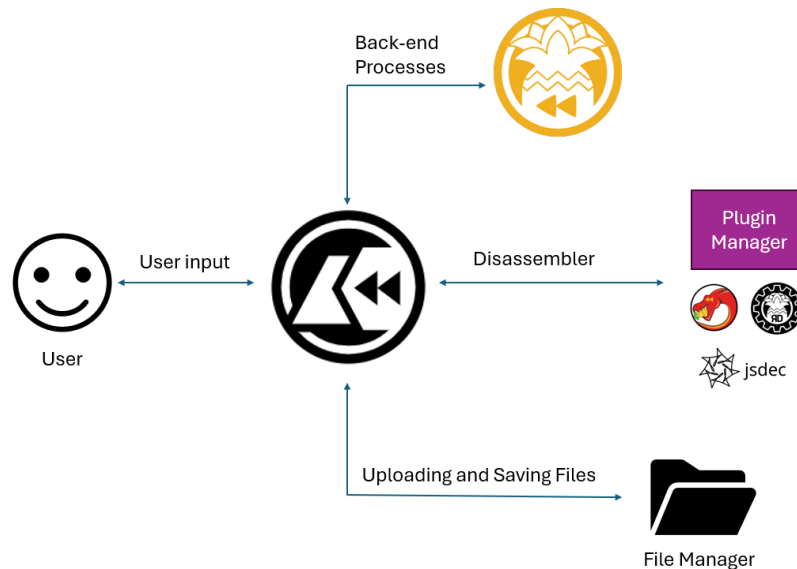 Back-end
Processes
Plugin
Manager
User input
Disassembler
User
jsdec
Uploading and Saving Files
File Manager